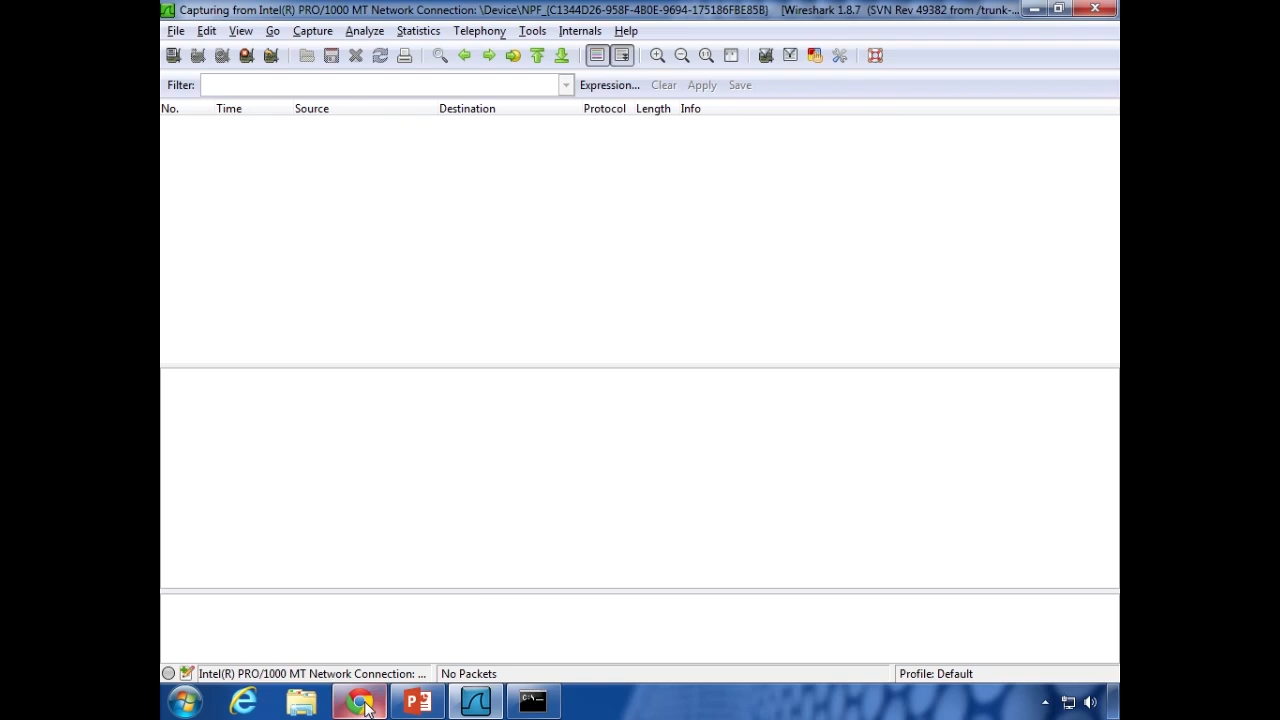 Capturing from Intel(R) PRO/1000 MT Network Connection: \Device\NPF_{C1344D26-958F-4B0E-9694-175186FBE85B} [Wireshark 1.8.7 (SVN Rev 49382 from /trunk-...
File Edit View Go Capture Analyze Statistics Telephony Tools Internals Help
Filter: Expression... Clear Apply Save
No. Time Source Destination Protocol Length Info
Intel(R) PRO/1000 MT Network Connection: ... No Packets Profile: Default